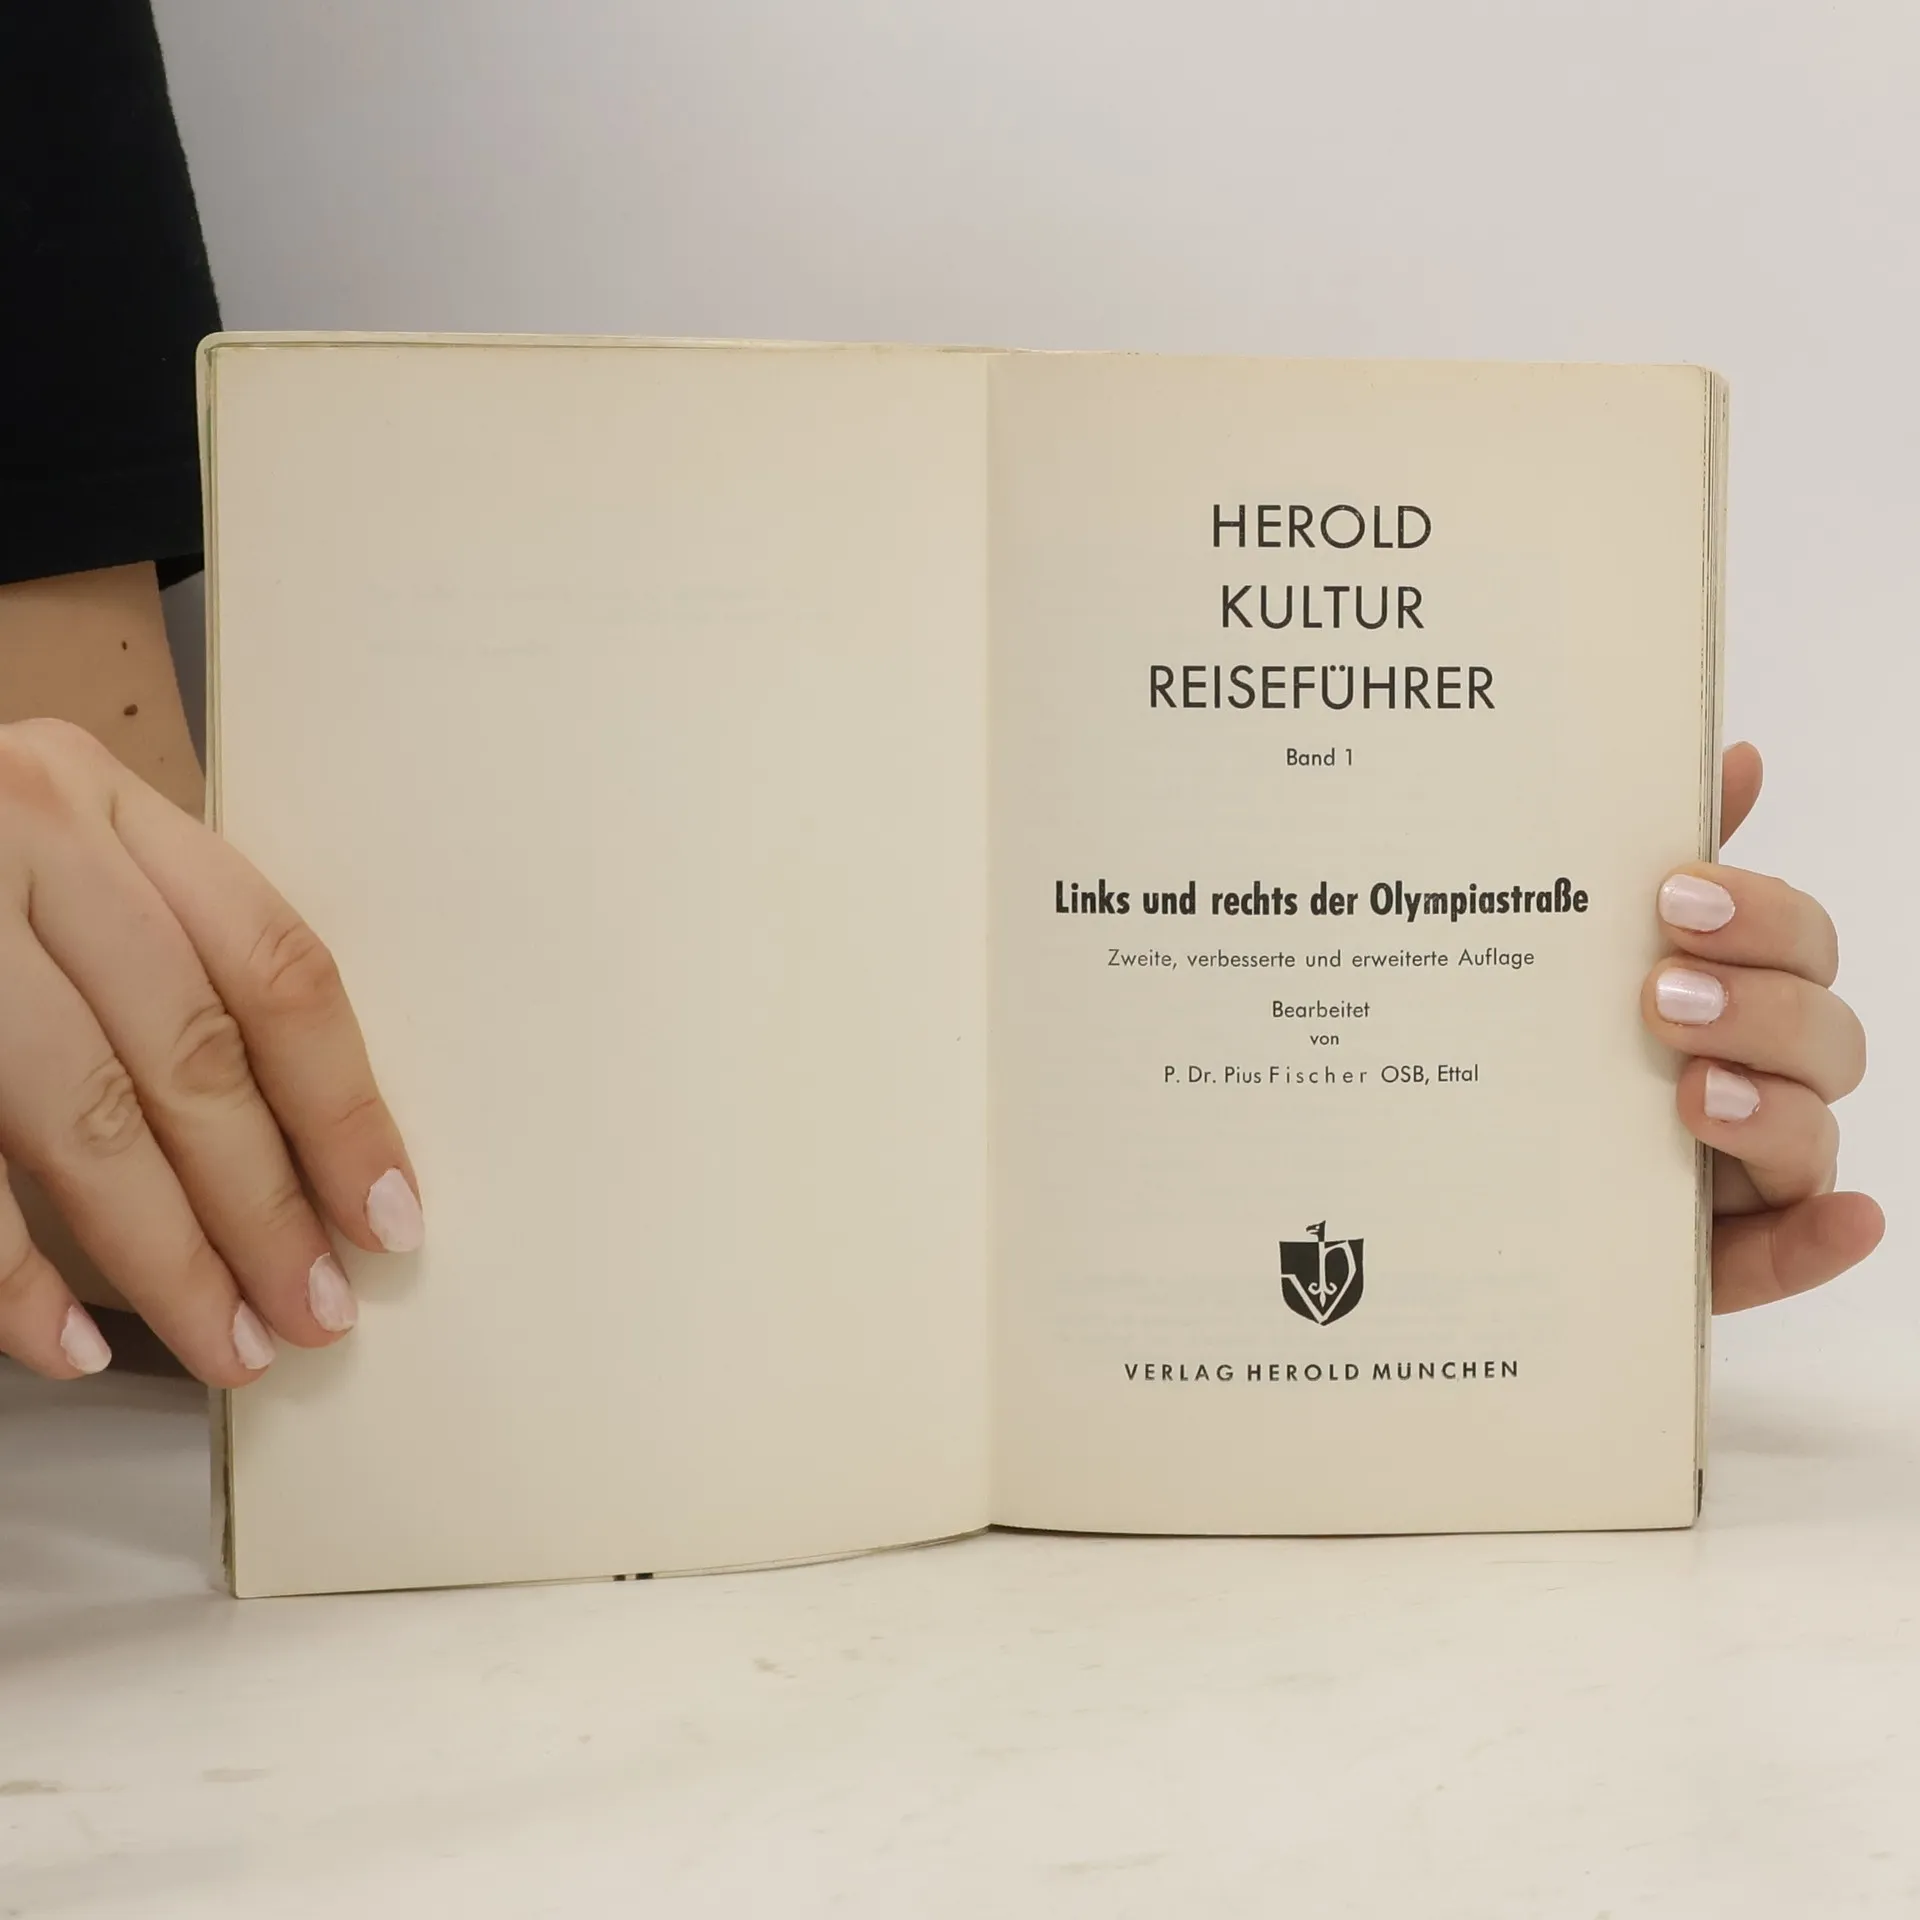 HEROLD
KULTUR
REISEFÜHRER
Band 1
Links und rechts der Olympiastraße
Zweite, verbesserte und erweiterte Auflage
Bearbeitet
von
P. Dr. Pius Fischer OSB, Ettal
VERLAG HEROLD MÜNCHEN